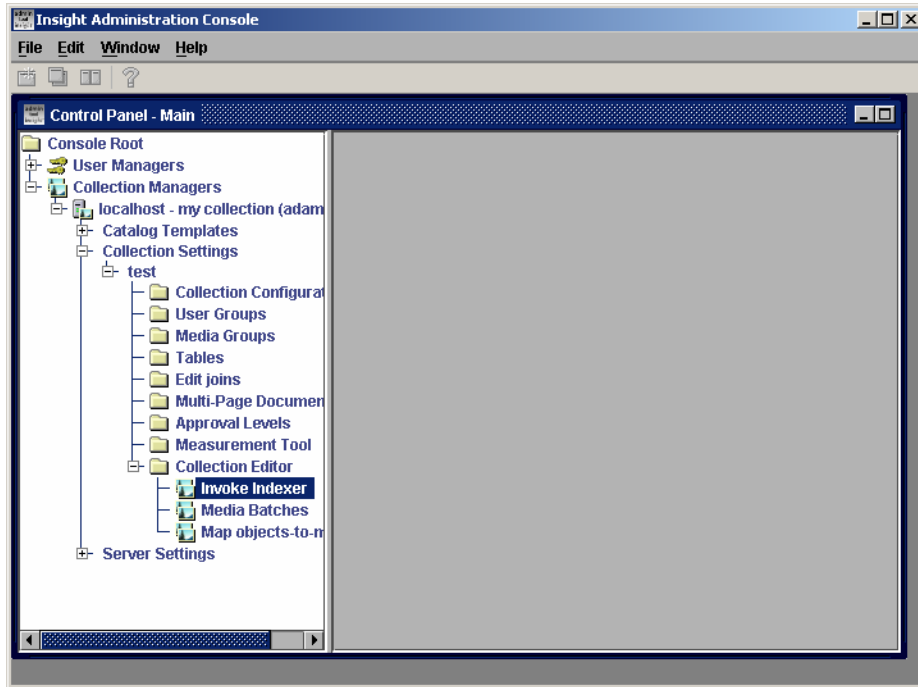 Insight Administration Console
File Edit Window Help
Control Panel - Main
Console Root
User Managers
Collection Managers
localhost - my collection (adam
Catalog Templates
Collection Settings
test
Collection Configurat
User Groups
Media Groups
Tables
Edit joins
Multi-Page Documen
Approval Levels
Measurement Tool
Collection Editor
Invoke Indexer
Media Batches
Map objects-to-m
Server Settings